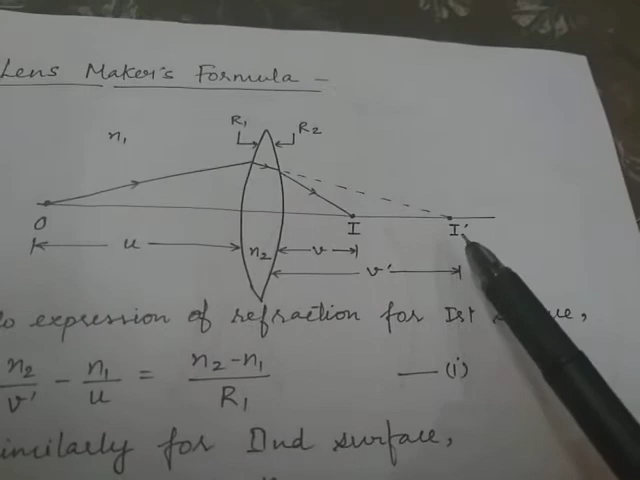 Lens Maker's Formula -
n1
R1 R2
O I I'
u n2 v
v'
expression of refraction for Ist
n2/v' - n1/u = n2-n1/R1 — (i)
for IInd surface,